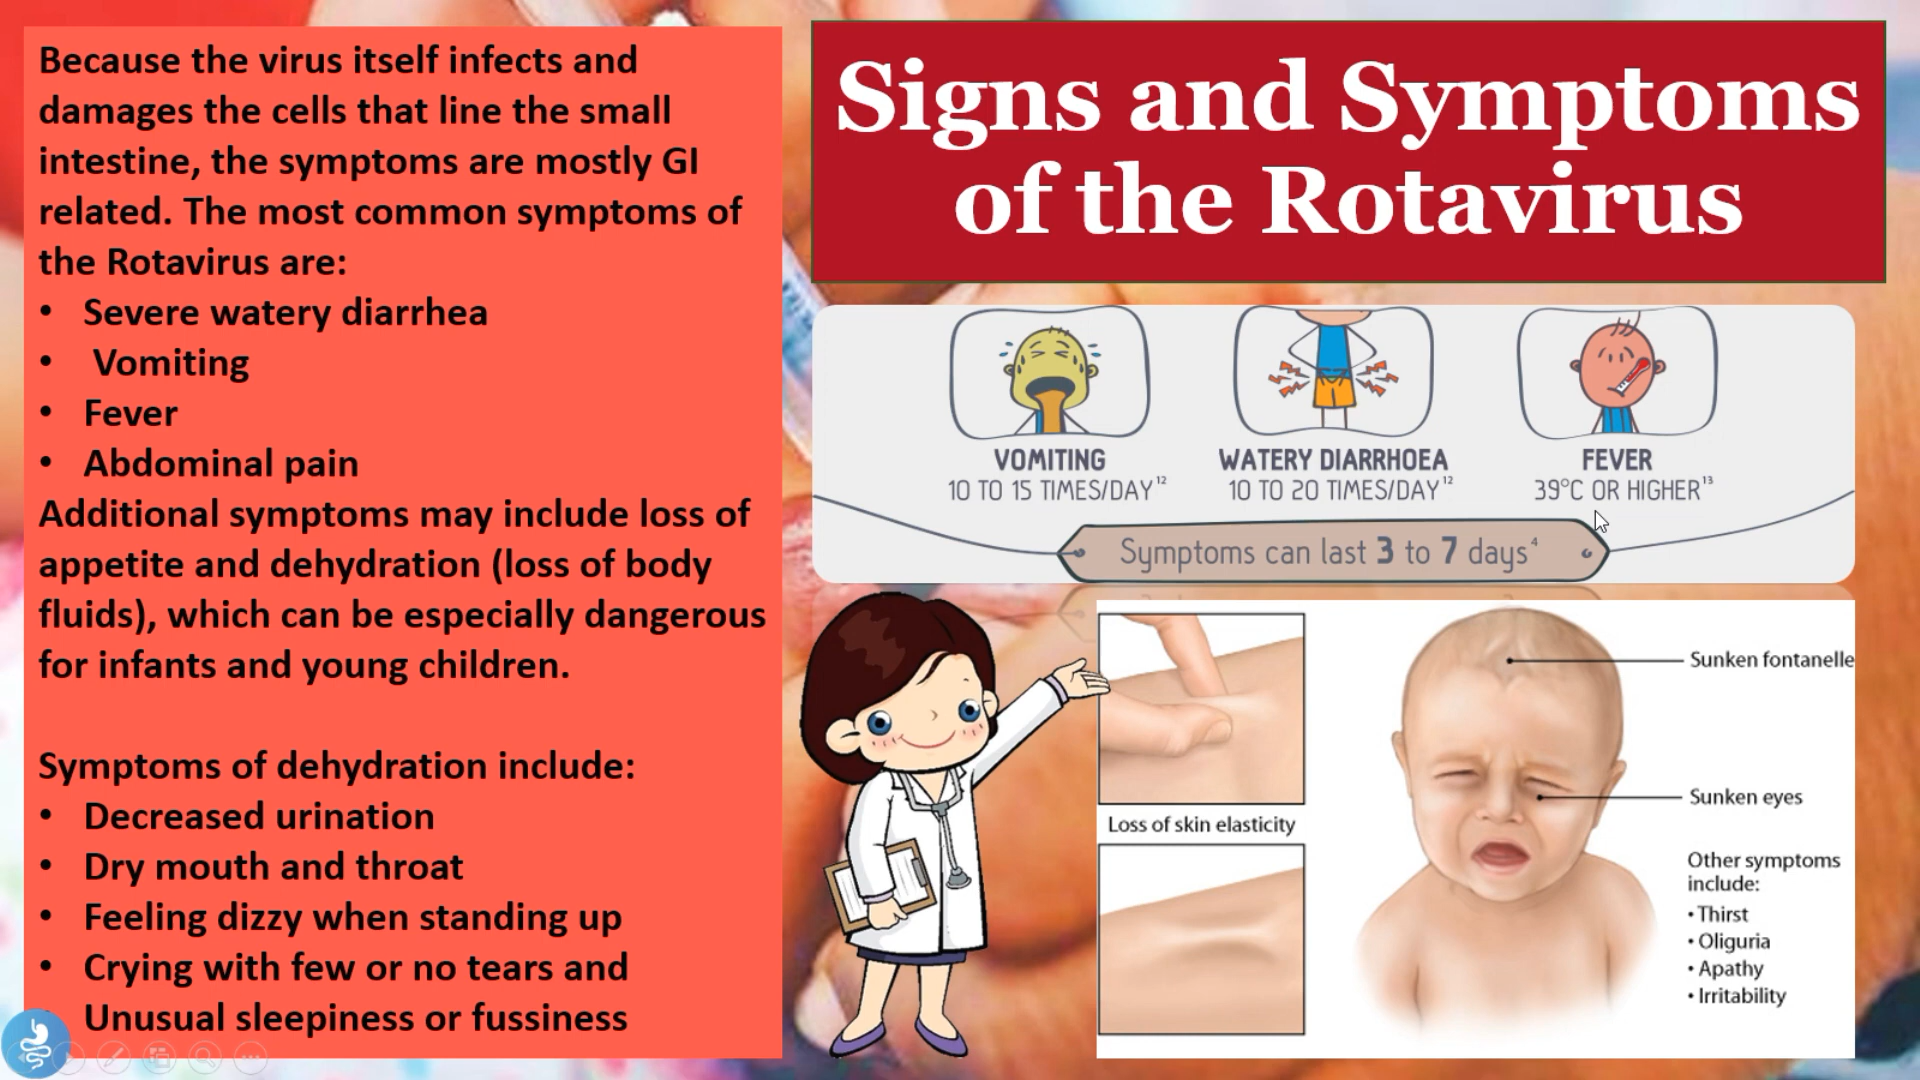 Because the virus itself infects and
damages the cells that line the small
intestine, the symptoms are mostly GI
related. The most common symptoms of
the Rotavirus are:
• Severe watery diarrhea
• Vomiting
• Fever
• Abdominal pain
Additional symptoms may include loss of
appetite and dehydration (loss of body
fluids), which can be especially dangerous
for infants and young children.
Symptoms of dehydration include:
• Decreased urination
• Dry mouth and throat
• Feeling dizzy when standing up
• Crying with few or no tears and
Unusual sleepiness or fussiness
Signs and Symptoms
of the Rotavirus
VOMITING
10 TO 15 TIMES/DAY¹²
WATERY DIARRHOEA
10 TO 20 TIMES/DAY¹²
FEVER
39°C OR HIGHER¹³
Symptoms can last 3 to 7 days⁴
Loss of skin elasticity
Sunken fontanelle
Sunken eyes
Other symptoms
include:
• Thirst
• Oliguria
• Apathy
• Irritability